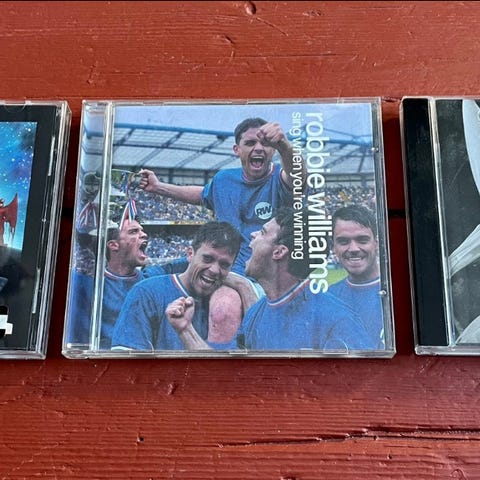 robbie williams
sing when you're winning
RW